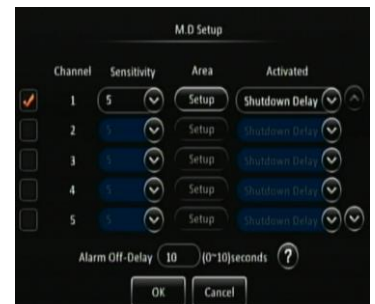 M.D Setup
Channel Sensitivity Area Activated
1 5 Setup Shutdown Delay
2 5 Setup Shutdown Delay
3 5 Setup Shutdown Delay
4 5 Setup Shutdown Delay
5 5 Setup Shutdown Delay
Alarm Off-Delay 10 (0~10)seconds ?
OK Cancel